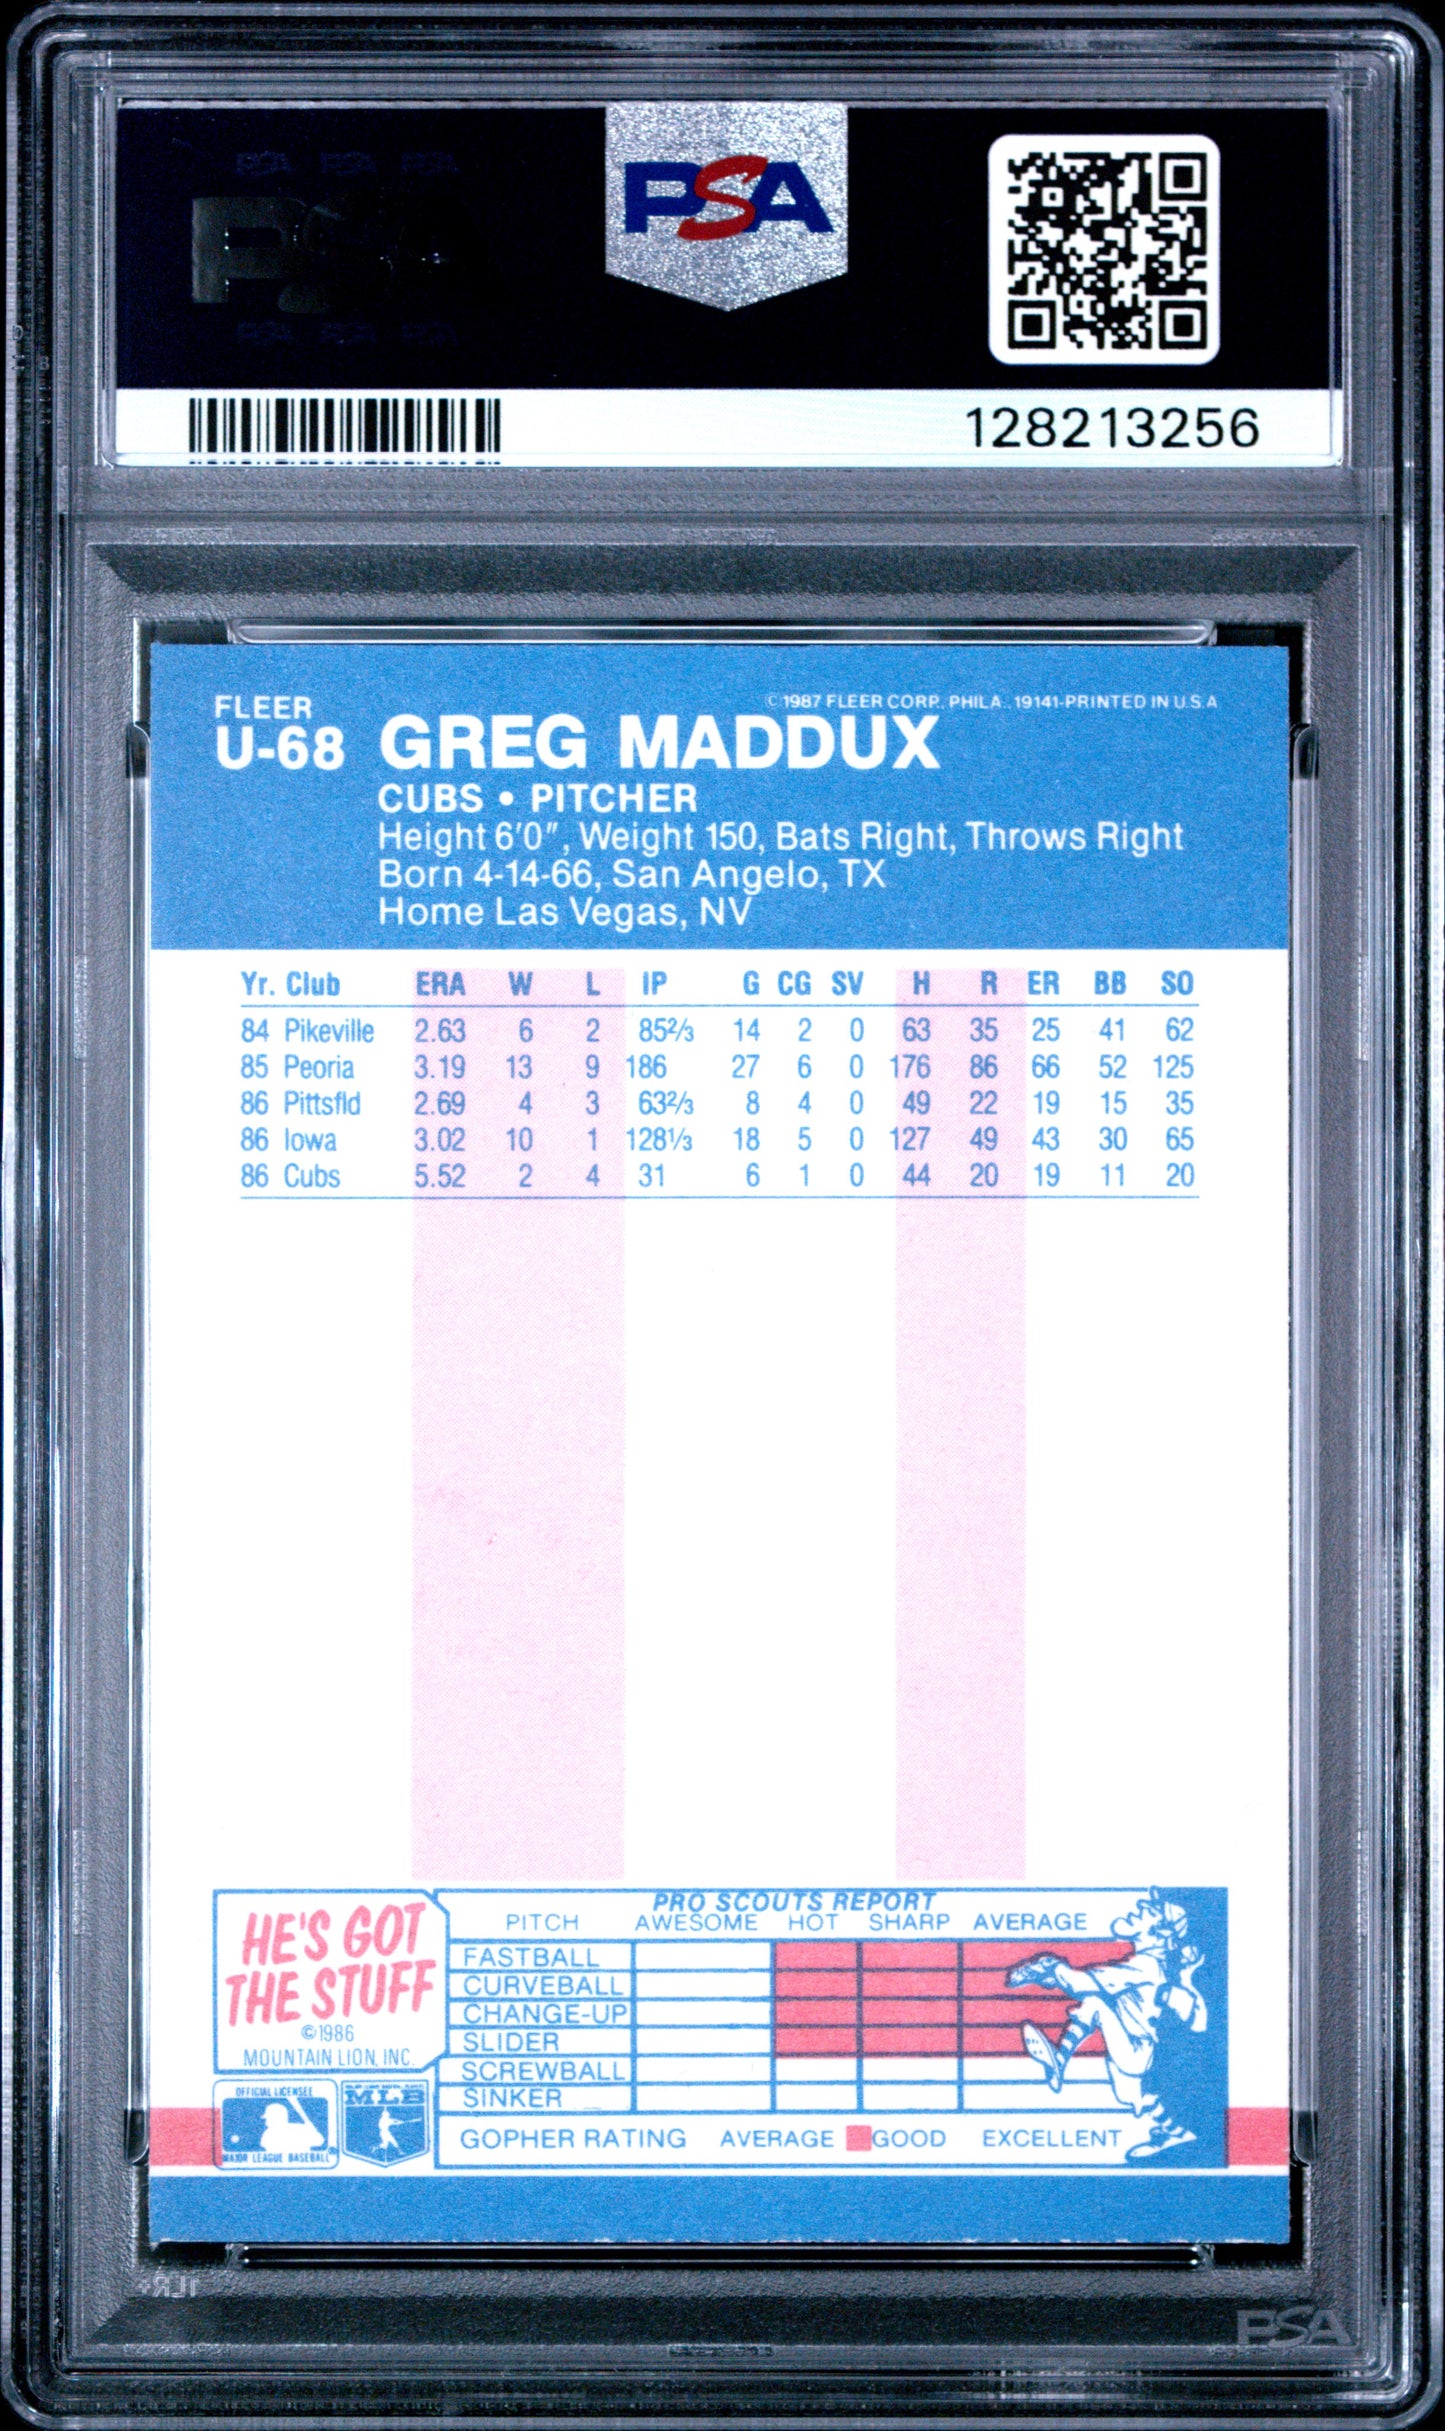 PSA
128213256
FLEER
©1987 FLEER CORP. PHILA., 19141-PRINTED IN U.S.A
U-68 GREG MADDUX
CUBS • PITCHER
Height 6'0", Weight 150, Bats Right, Throws Right
Born 4-14-66, San Angelo, TX
Home Las Vegas, NV
Yr. Club ERA W L IP G CG SV H R ER BB SO
84 Pikeville 2.63 6 2 85⅔ 14 2 0 63 35 25 41 62
85 Peoria 3.19 13 9 186 27 6 0 176 86 66 52 125
86 Pittsfld 2.69 4 3 63⅔ 8 4 0 49 22 19 15 35
86 Iowa 3.02 10 1 128⅓ 18 5 0 127 49 43 30 65
86 Cubs 5.52 2 4 31 6 1 0 44 20 19 11 20
HE'S GOT
THE STUFF
©1986
MOUNTAIN LION, INC.
PRO SCOUTS REPORT
PITCH AWESOME HOT SHARP AVERAGE
FASTBALL
CURVEBALL
CHANGE-UP
SLIDER
SCREWBALL
SINKER
GOPHER RATING AVERAGE GOOD EXCELLENT
OFFICIAL LICENSEE
MAJOR LEAGUE BASEBALL
MLB
PSA